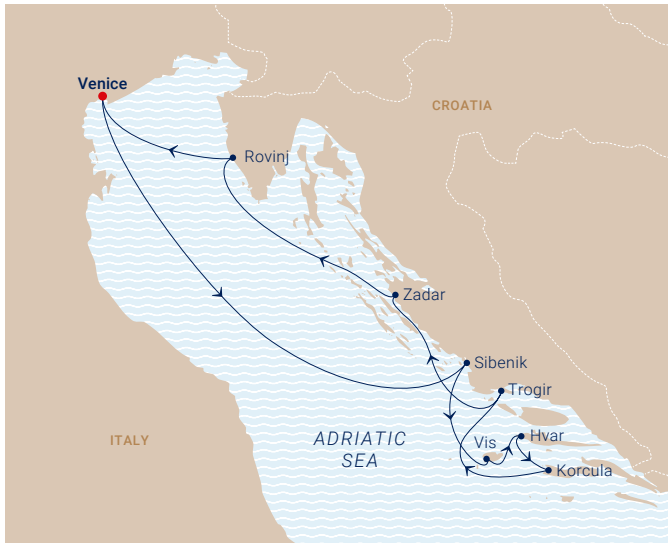 Venice
CROATIA
Rovinj
Zadar
Sibenik
Trogir
ITALY
ADRIATIC
SEA
Vis
Hvar
Korcula